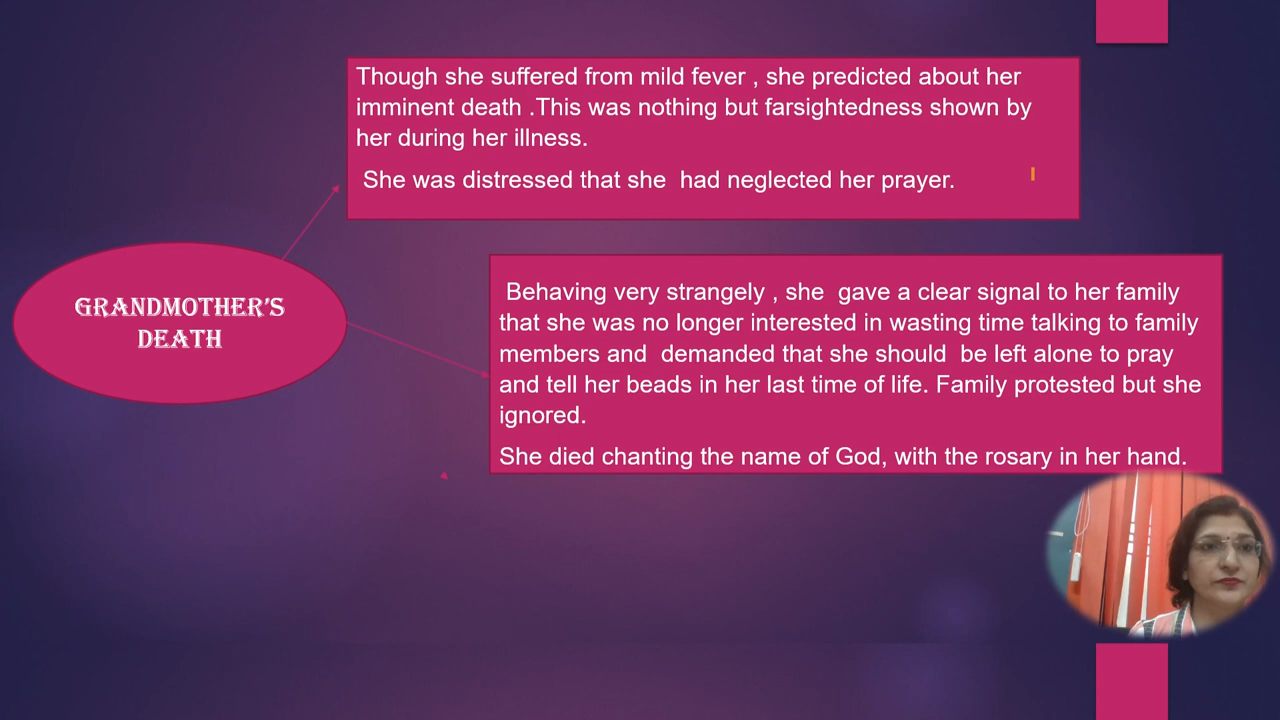 Though she suffered from mild fever , she predicted about her
imminent death .This was nothing but farsightedness shown by
her during her illness.
She was distressed that she had neglected her prayer.
GRANDMOTHER'S
DEATH
Behaving very strangely , she gave a clear signal to her family
that she was no longer interested in wasting time talking to family
members and demanded that she should be left alone to pray
and tell her beads in her last time of life. Family protested but she
ignored.
She died chanting the name of God, with the rosary in her hand.